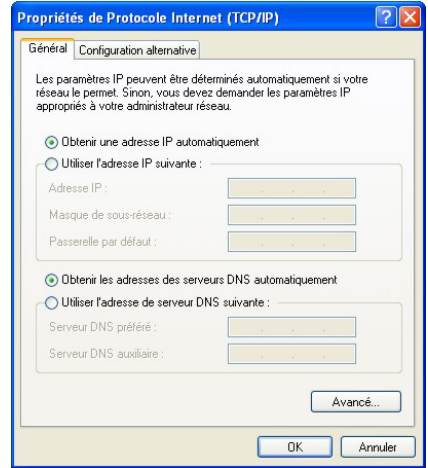 Propriétés de Protocole Internet (TCP/IP)
Général
Configuration alternative
Les paramètres IP peuvent être déterminés automatiquement si votre
réseau le permet. Sinon, vous devez demander les paramètres IP
appropriés à votre administrateur réseau.
Obtenir une adresse IP automatiquement
Utiliser l'adresse IP suivante :
Adresse IP :
Masque de sous-réseau :
Passerelle par défaut :
Obtenir les adresses des serveurs DNS automatiquement
Utiliser l'adresse de serveur DNS suivante :
Serveur DNS préféré :
Serveur DNS auxiliaire :
Avancé...
OK
Annuler